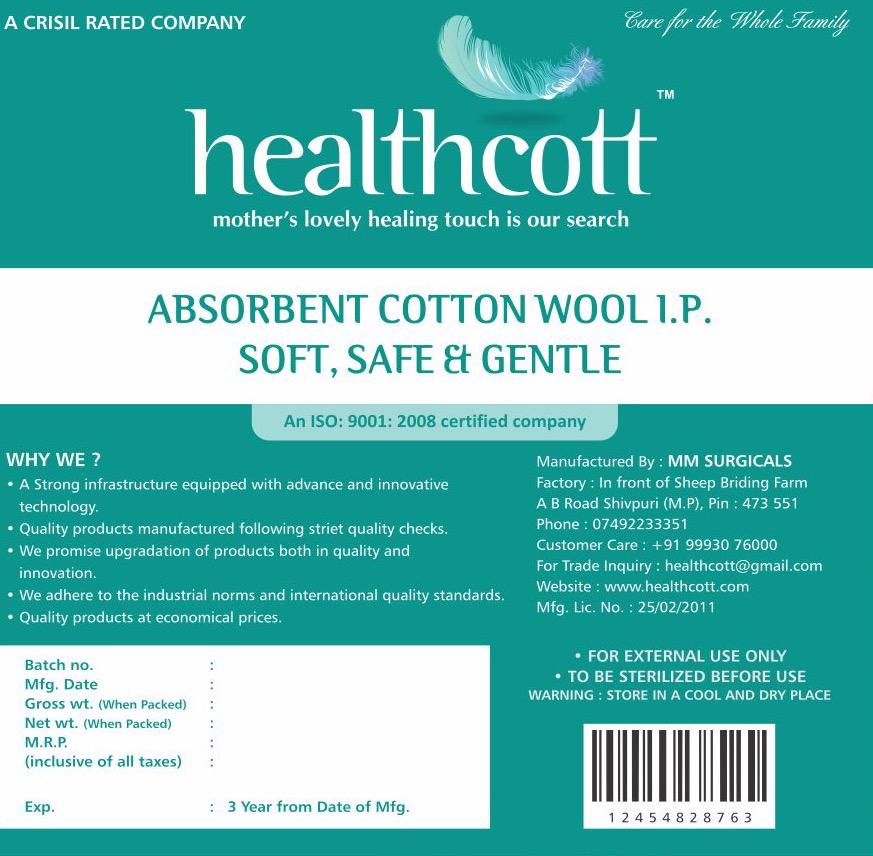 A CRISIL RATED COMPANY
Care for the Whole Family
healthcott™
mother's lovely healing touch is our search
ABSORBENT COTTON WOOL I.P.
SOFT, SAFE & GENTLE
An ISO: 9001: 2008 certified company
WHY WE ?
• A Strong infrastructure equipped with advance and innovative
technology.
• Quality products manufactured following striet quality checks.
• We promise upgradation of products both in quality and
innovation.
• We adhere to the industrial norms and international quality standards.
• Quality products at economical prices.
Manufactured By : MM SURGICALS
Factory : In front of Sheep Briding Farm
A B Road Shivpuri (M.P), Pin : 473 551
Phone : 07492233351
Customer Care : +91 99930 76000
For Trade Inquiry : healthcott@gmail.com
Website : www.healthcott.com
Mfg. Lic. No. : 25/02/2011
Batch no. :
Mfg. Date :
Gross wt. (When Packed) :
Net wt. (When Packed) :
M.R.P. :
(inclusive of all taxes) :
Exp. : 3 Year from Date of Mfg.
• FOR EXTERNAL USE ONLY
• TO BE STERILIZED BEFORE USE
WARNING : STORE IN A COOL AND DRY PLACE
12454828763